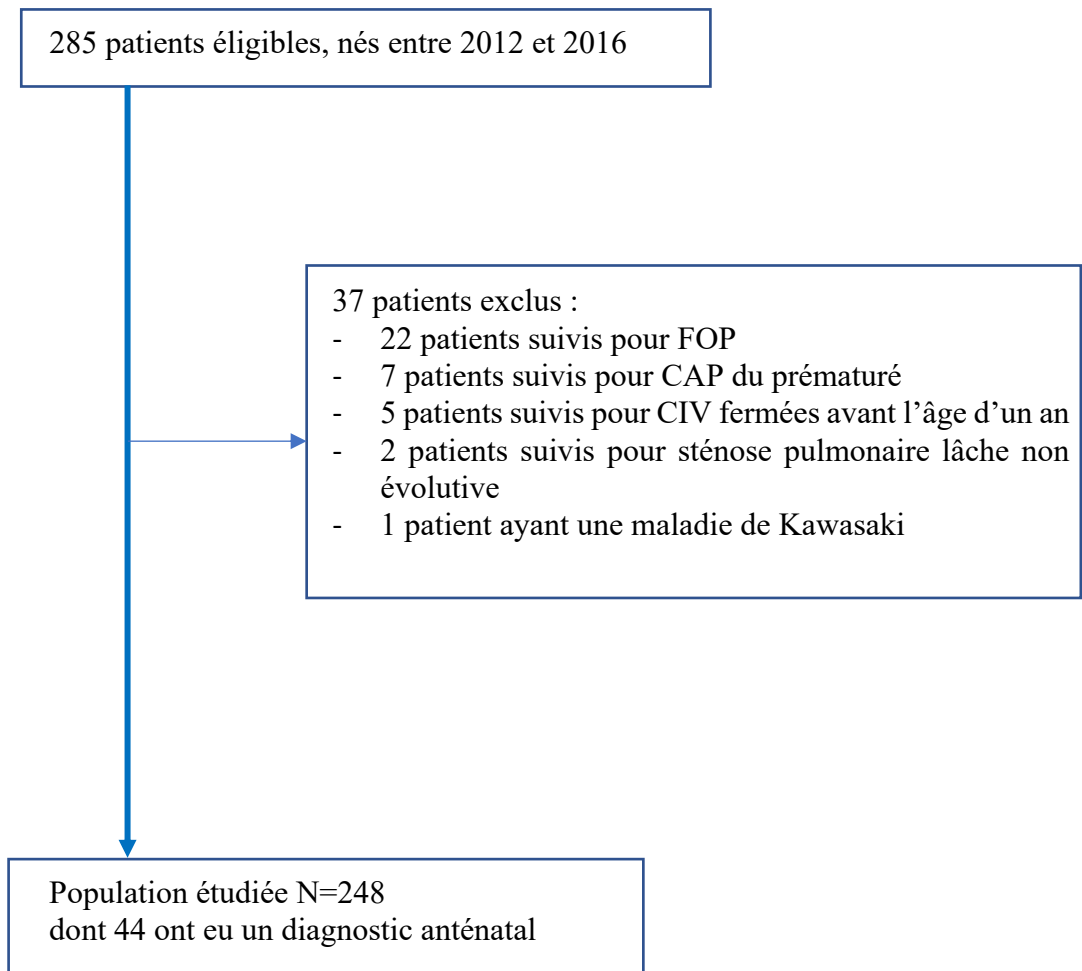 285 patients éligibles, nés entre 2012 et 2016
37 patients exclus :
- 22 patients suivis pour FOP
- 7 patients suivis pour CAP du prématuré
- 5 patients suivis pour CIV fermées avant l’âge d’un an
- 2 patients suivis pour sténose pulmonaire lâche non
évolutive
- 1 patient ayant une maladie de Kawasaki
Population étudiée N=248
dont 44 ont eu un diagnostic anténatal